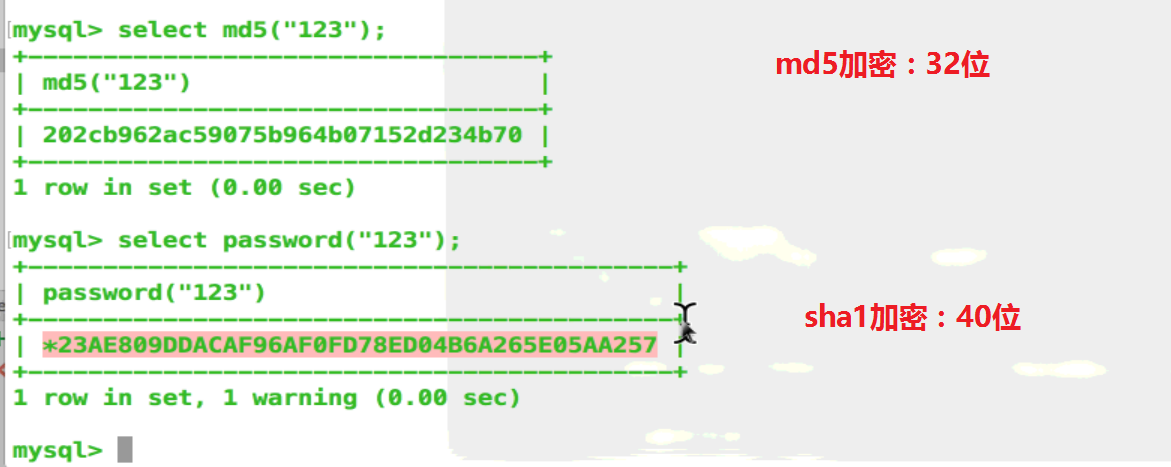 mysql> select md5("123");
+----------------------------------+
| md5("123")                       |
+----------------------------------+
| 202cb962ac59075b964b07152d234b70 |
+----------------------------------+
1 row in set (0.00 sec)
md5加密：32位
mysql> select password("123");
+-------------------------------------------+
| password("123")                           |
+-------------------------------------------+
| *23AE809DDACAF96AF0FD78ED04B6A265E05AA257 |
+-------------------------------------------+
1 row in set, 1 warning (0.00 sec)
sha1加密：40位
mysql>